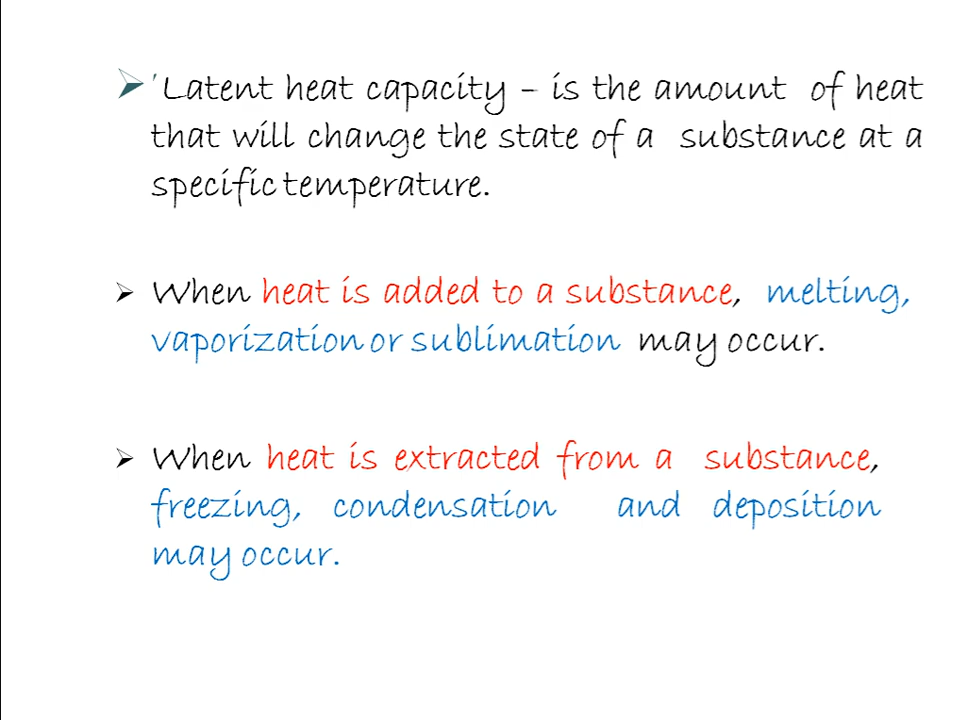 'Latent heat capacity – is the amount of heat
that will change the state of a substance at a
specific temperature.
When heat is added to a substance, melting,
vaporization or sublimation may occur.
When heat is extracted from a substance,
freezing, condensation and deposition
may occur.